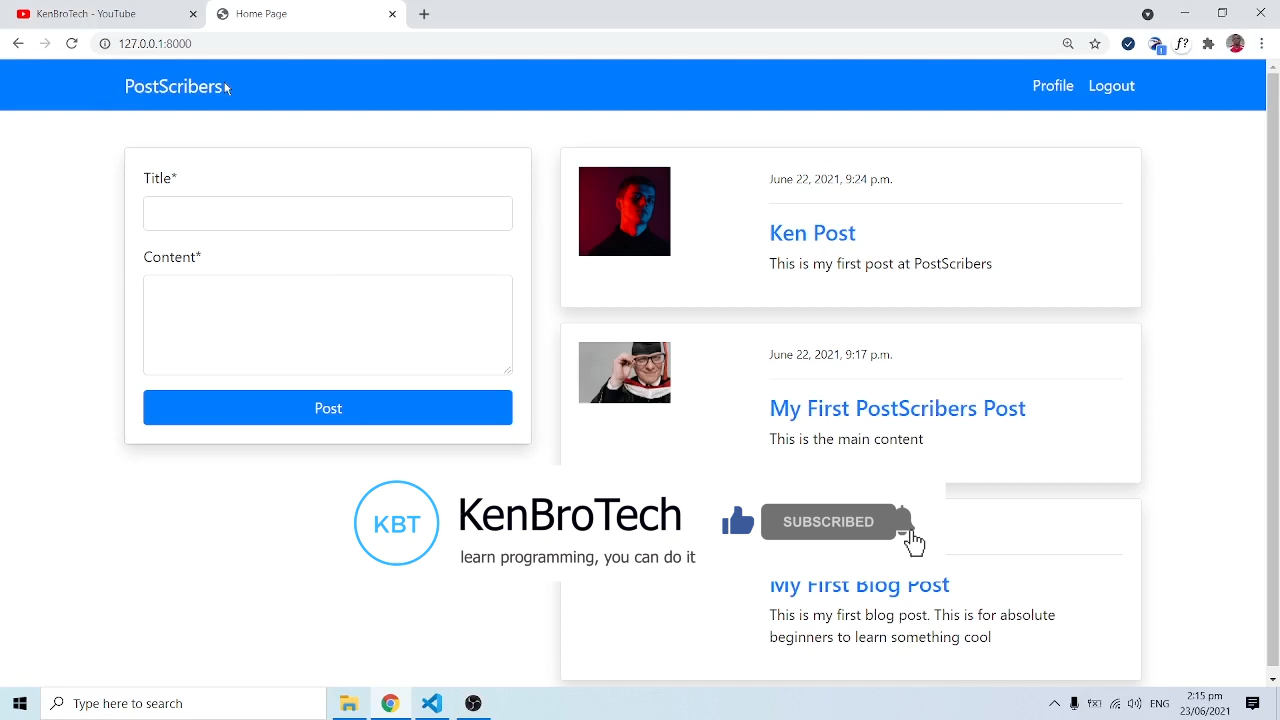 KenBroTech - YouTube
Home Page
127.0.0.1:8000
PostScribers
Profile
Logout
Title*
Content*
Post
June 22, 2021, 9:24 p.m.
Ken Post
This is my first post at PostScribers
June 22, 2021, 9:17 p.m.
My First PostScribers Post
This is the main content
KBT
KenBroTech
learn programming, you can do it
SUBSCRIBED
My First Blog Post
This is my first blog post. This is for absolute
beginners to learn something cool
Type here to search
ENG
2:15 pm
23/06/2021